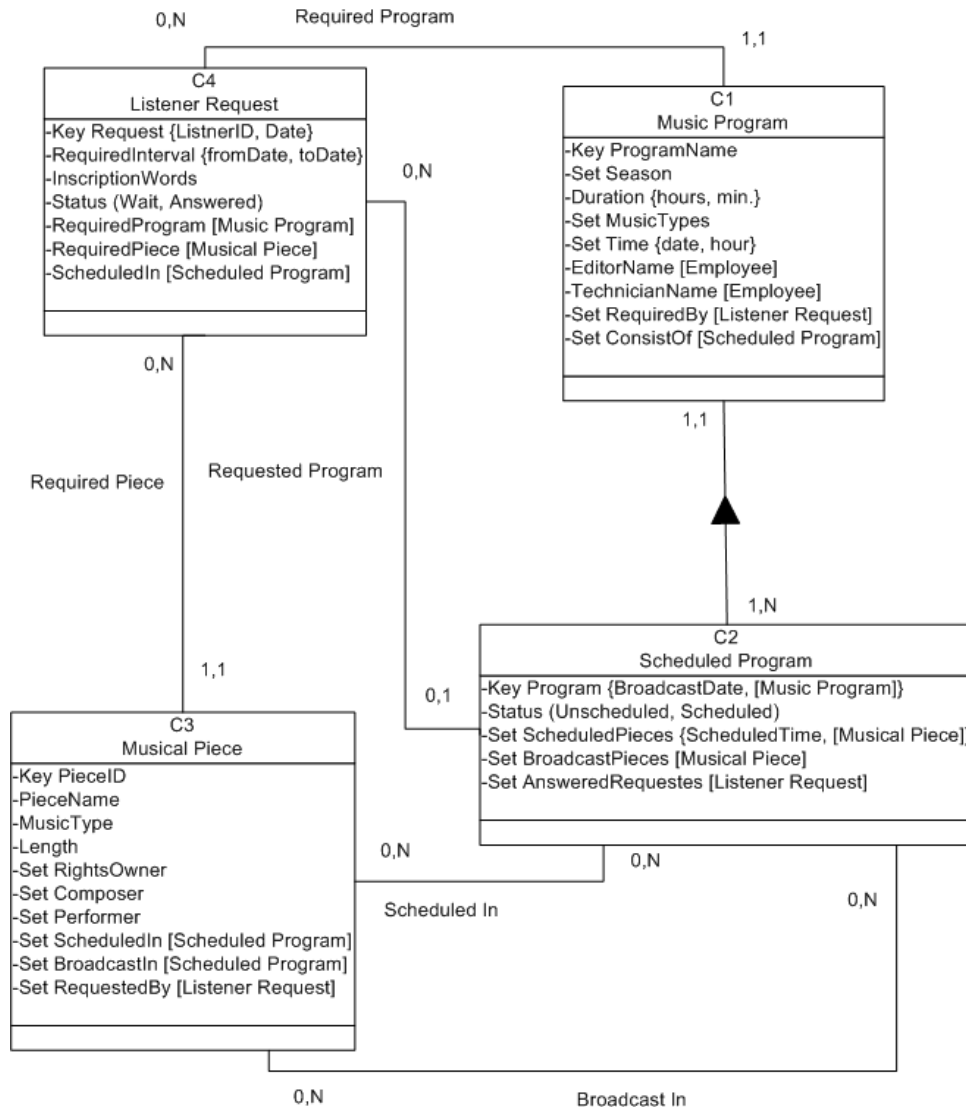 0,N
Required Program
1,1
C4
Listener Request
-Key Request {ListnerID, Date}
-RequiredInterval {fromDate, toDate}
-InscriptionWords
-Status (Wait, Answered)
-RequiredProgram [Music Program]
-RequiredPiece [Musical Piece]
-ScheduledIn [Scheduled Program]
0,N
0,N
C1
Music Program
-Key ProgramName
-Set Season
-Duration {hours, min.}
-Set MusicTypes
-Set Time {date, hour}
-EditorName [Employee]
-TechnicianName [Employee]
-Set RequiredBy [Listener Request]
-Set ConsistOf [Scheduled Program]
1,1
Required Piece
Requested Program
1,N
1,1
0,1
C2
Scheduled Program
-Key Program {BroadcastDate, [Music Program]}
-Status (Unscheduled, Scheduled)
-Set ScheduledPieces {ScheduledTime, [Musical Piece]}
-Set BroadcastPieces [Musical Piece]
-Set AnsweredRequestes [Listener Request]
C3
Musical Piece
-Key PieceID
-PieceName
-MusicType
-Length
-Set RightsOwner
-Set Composer
-Set Performer
-Set ScheduledIn [Scheduled Program]
-Set BroadcastIn [Scheduled Program]
-Set RequestedBy [Listener Request]
0,N
0,N
Scheduled In
0,N
0,N
Broadcast In